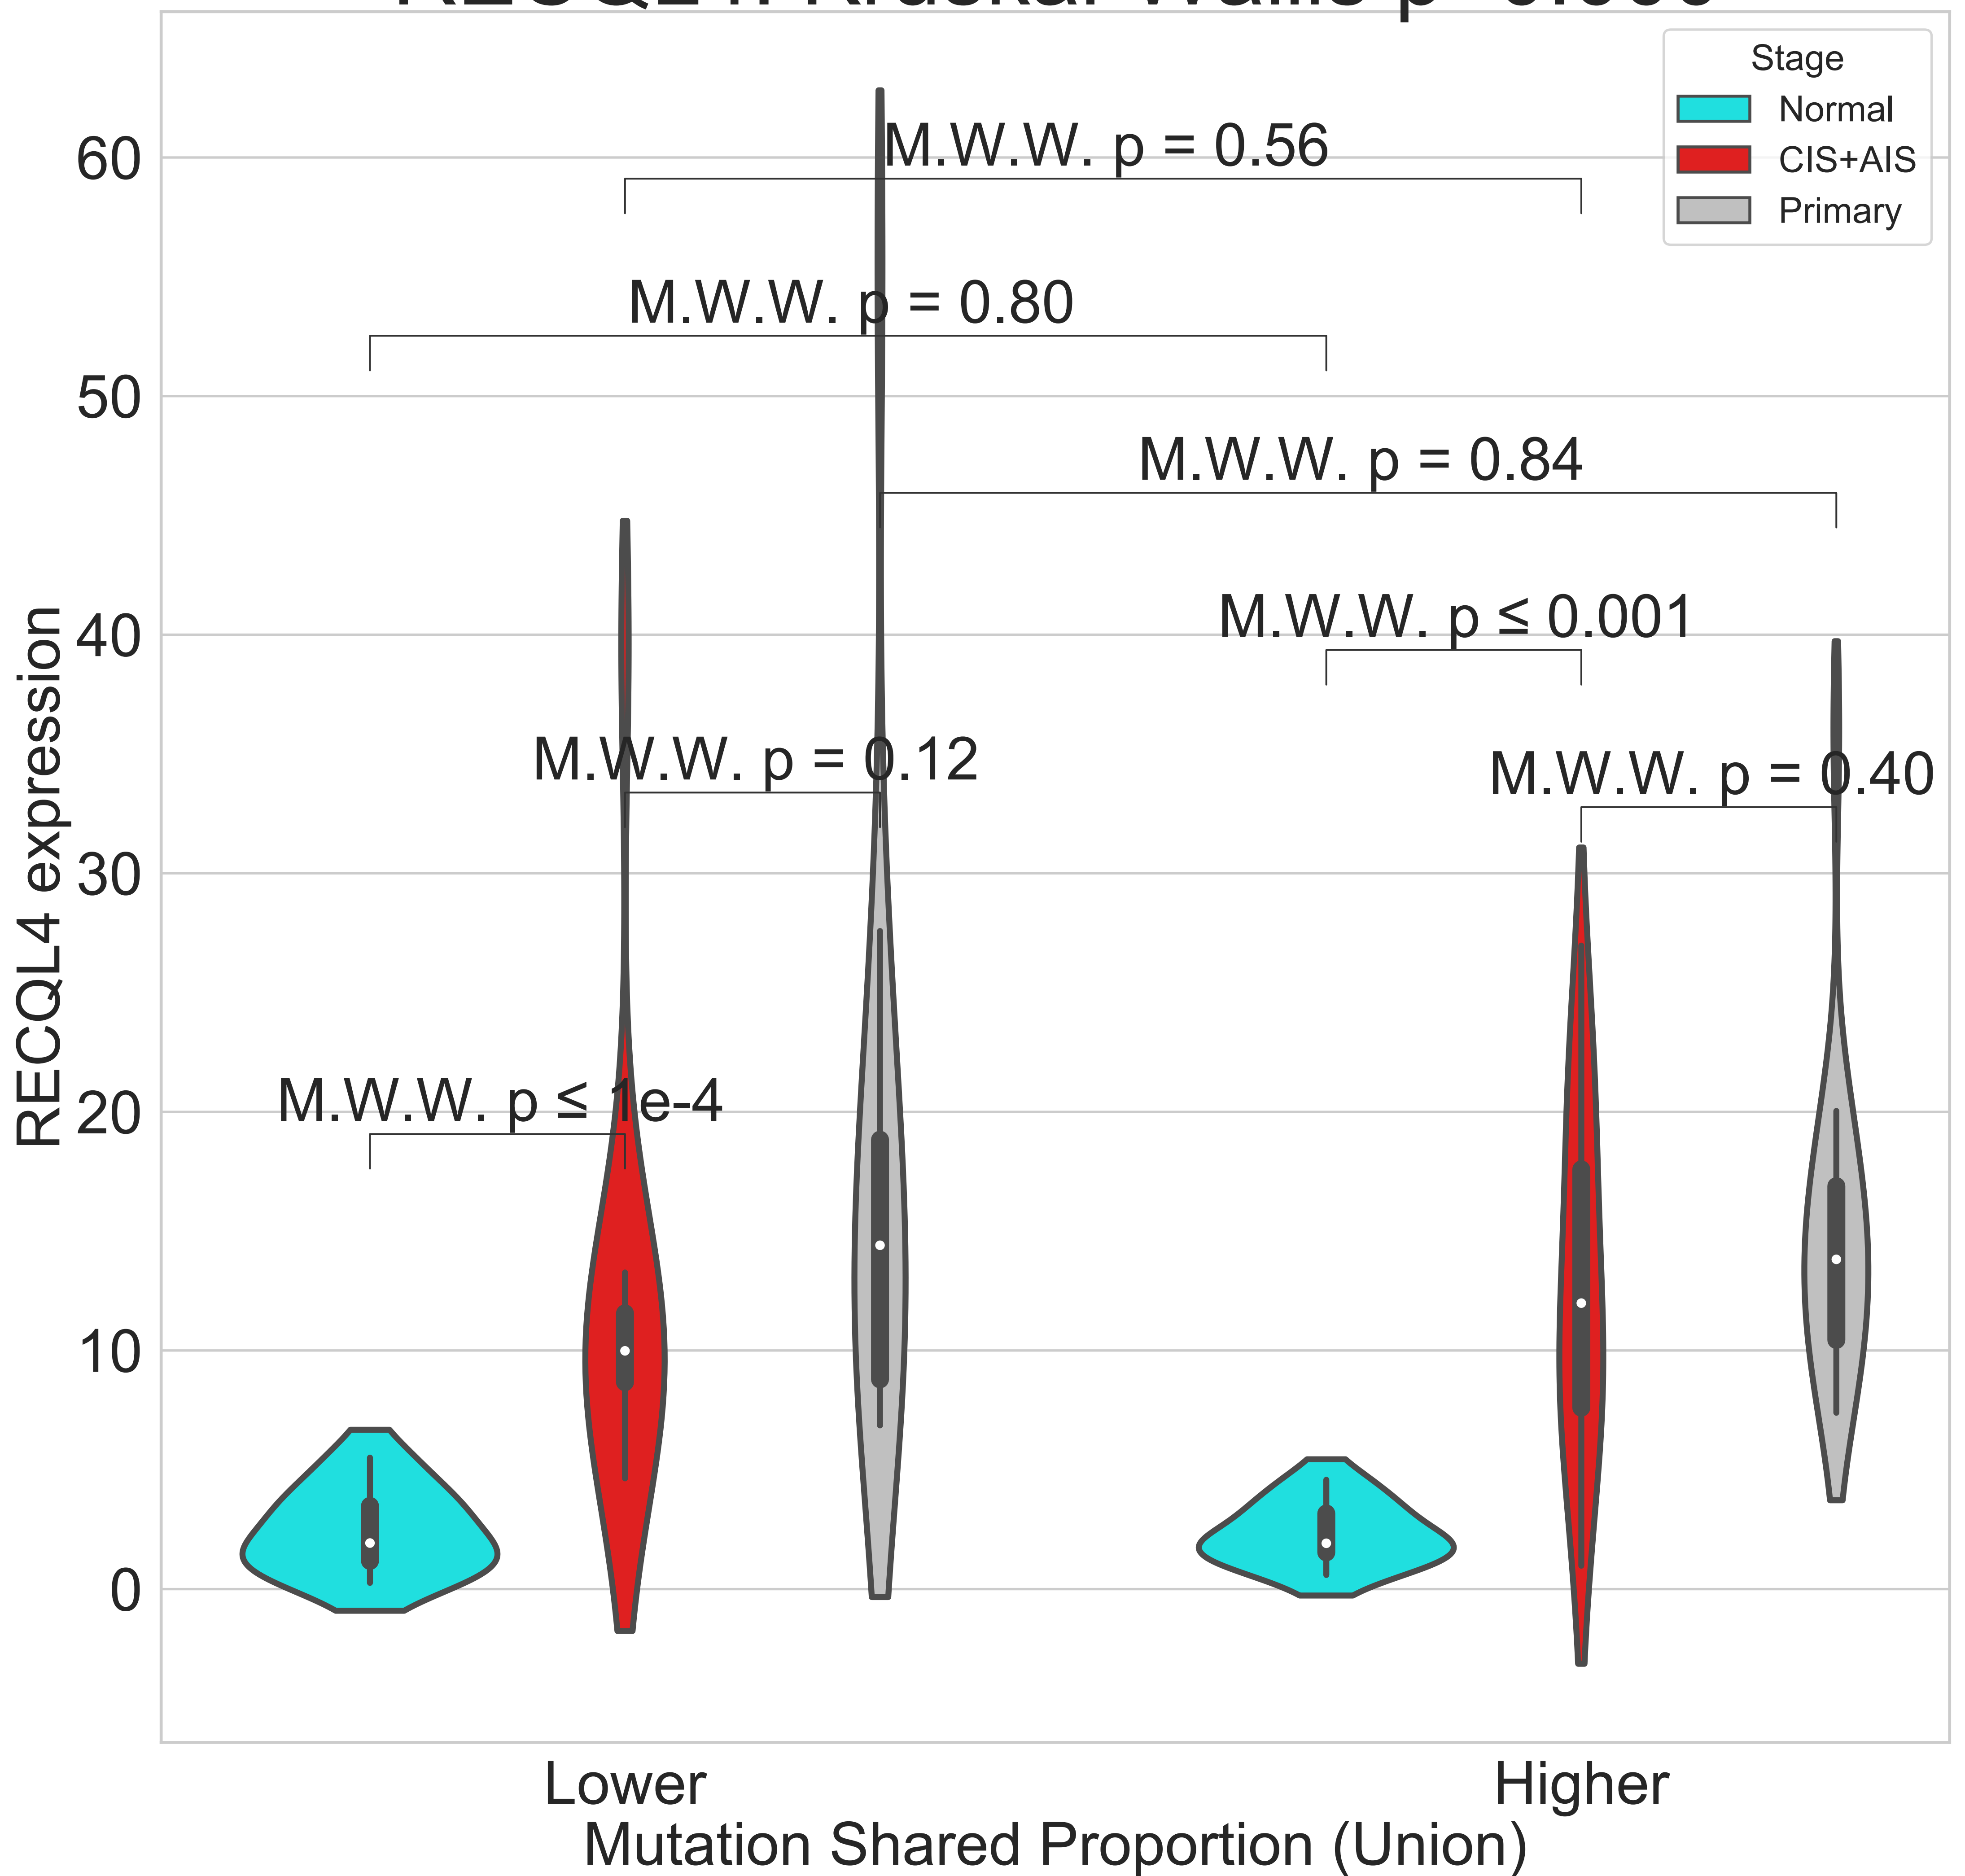 Stage
Normal
CIS+AIS
Primary
M.W.W. p = 0.56
M.W.W. p = 0.80
M.W.W. p = 0.84
M.W.W. p ≤ 0.001
M.W.W. p = 0.12
M.W.W. p = 0.40
M.W.W. p ≤ 1e-4
60
50
40
30
20
10
0
RECQL4 expression
Lower
Higher
Mutation Shared Proportion (Union)